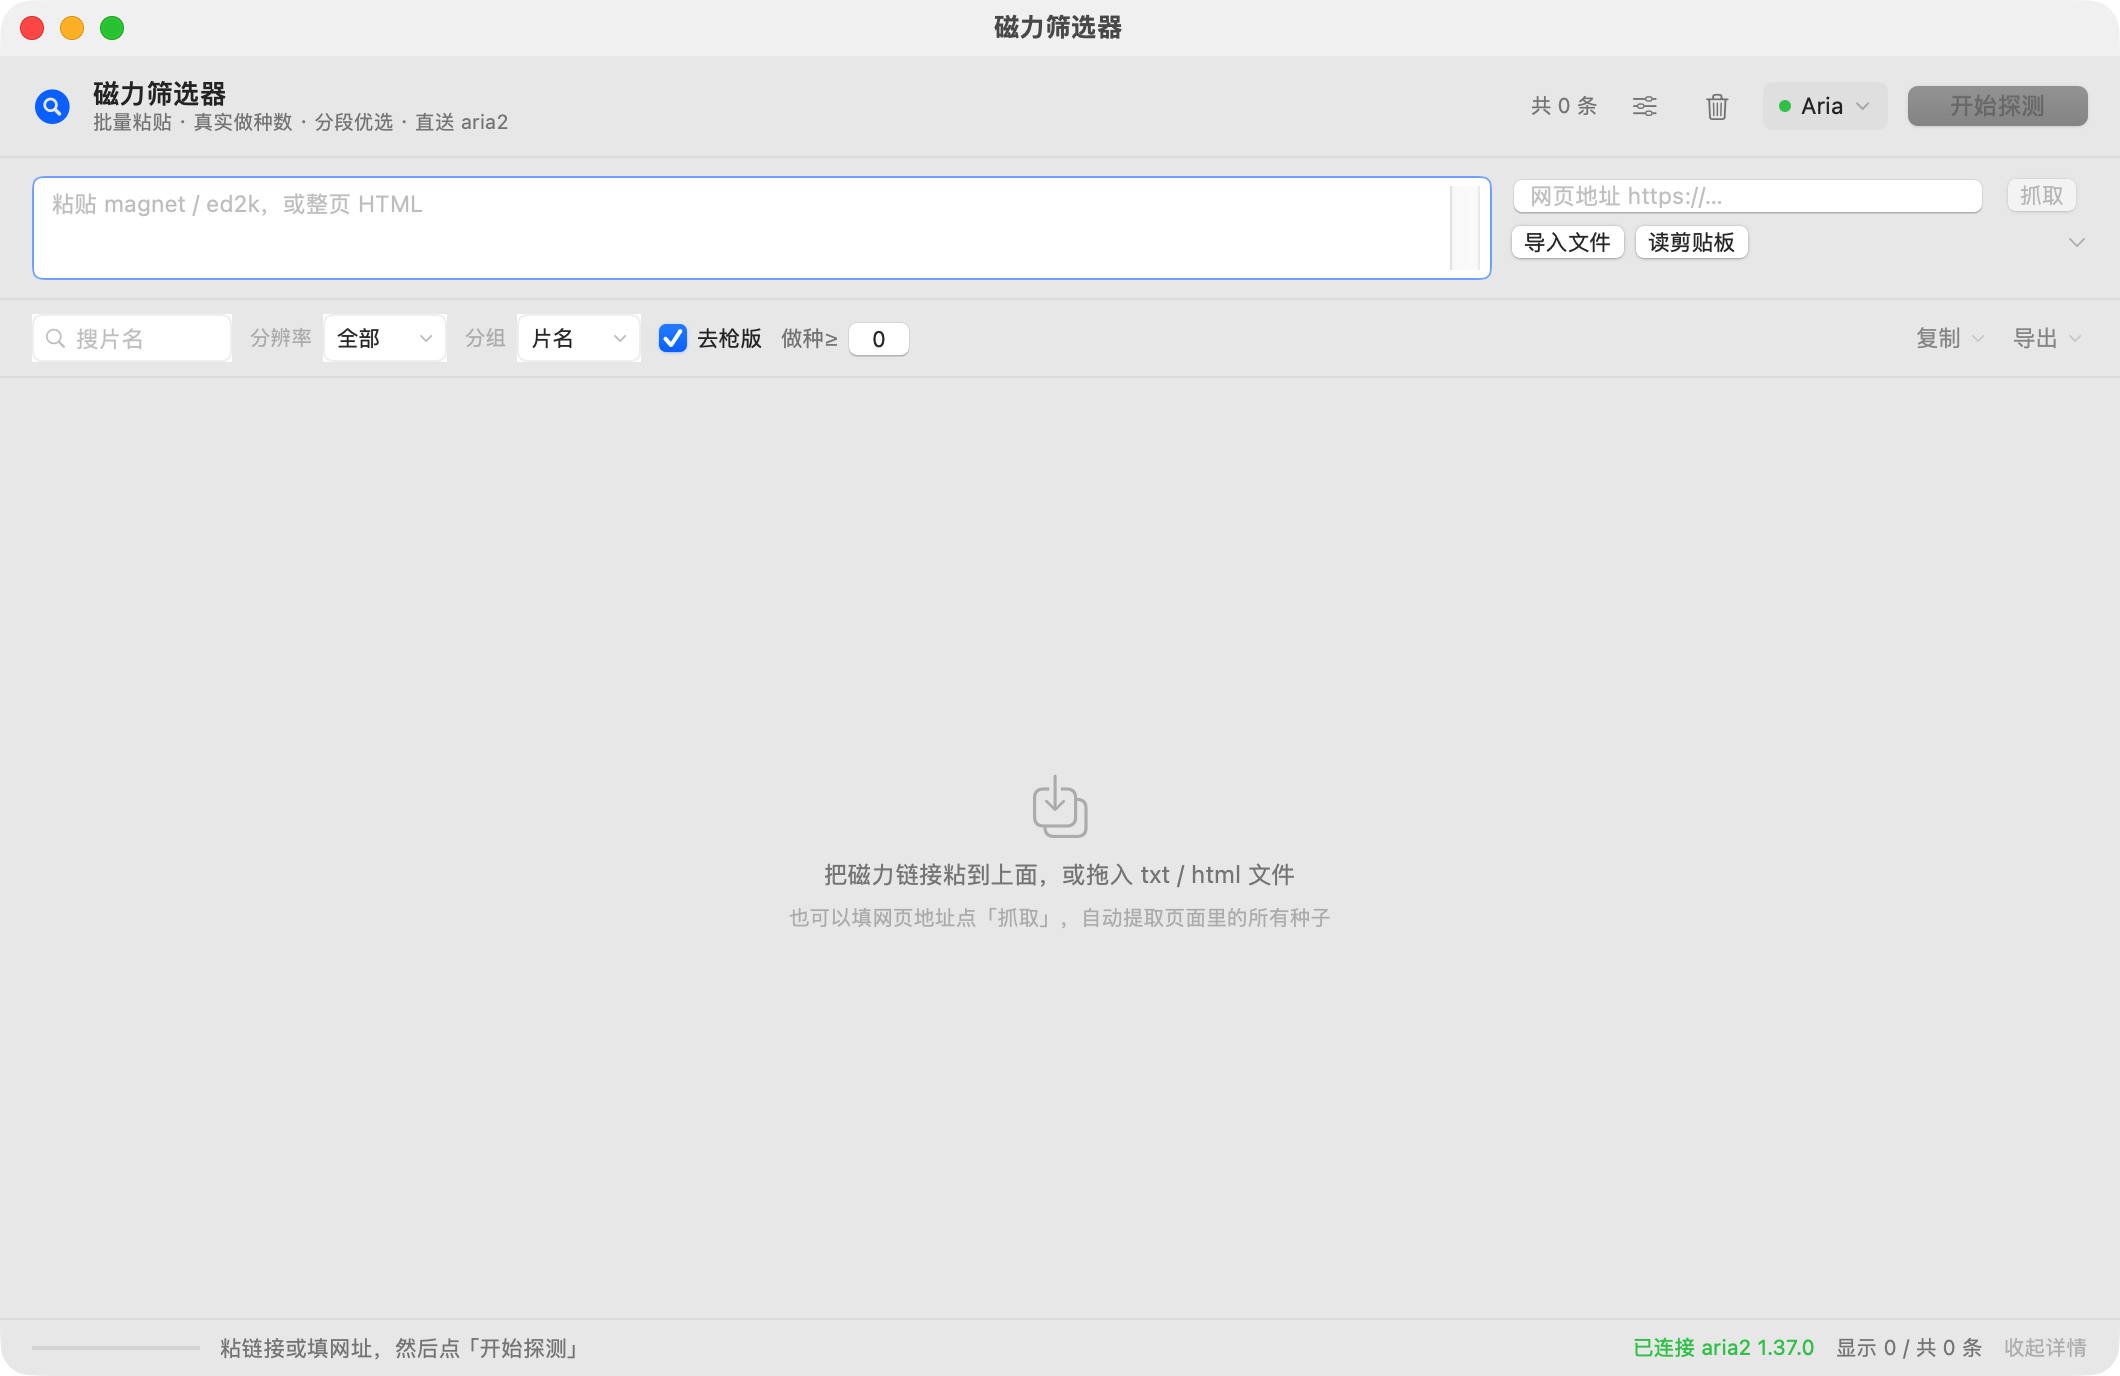 磁力筛选器
磁力筛选器
批量粘贴 · 真实做种数 · 分段优选 · 直送 aria2
共 0 条
Aria
开始探测
粘贴 magnet / ed2k，或整页 HTML
网页地址 https://...
抓取
导入文件
读剪贴板
搜片名
分辨率
全部
分组
片名
去枪版
做种≥
0
复制
导出
把磁力链接粘到上面，或拖入 txt / html 文件
也可以填网页地址点「抓取」，自动提取页面里的所有种子
粘链接或填网址，然后点「开始探测」
已连接 aria2 1.37.0
显示 0 / 共 0 条
收起详情